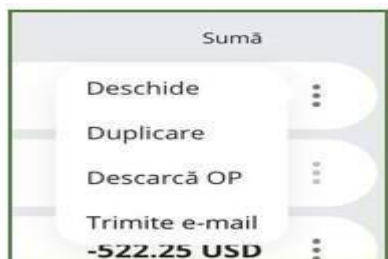 Sumă
Deschide
Duplicare
Descarcă OP
Trimite e-mail
-522.25 USD